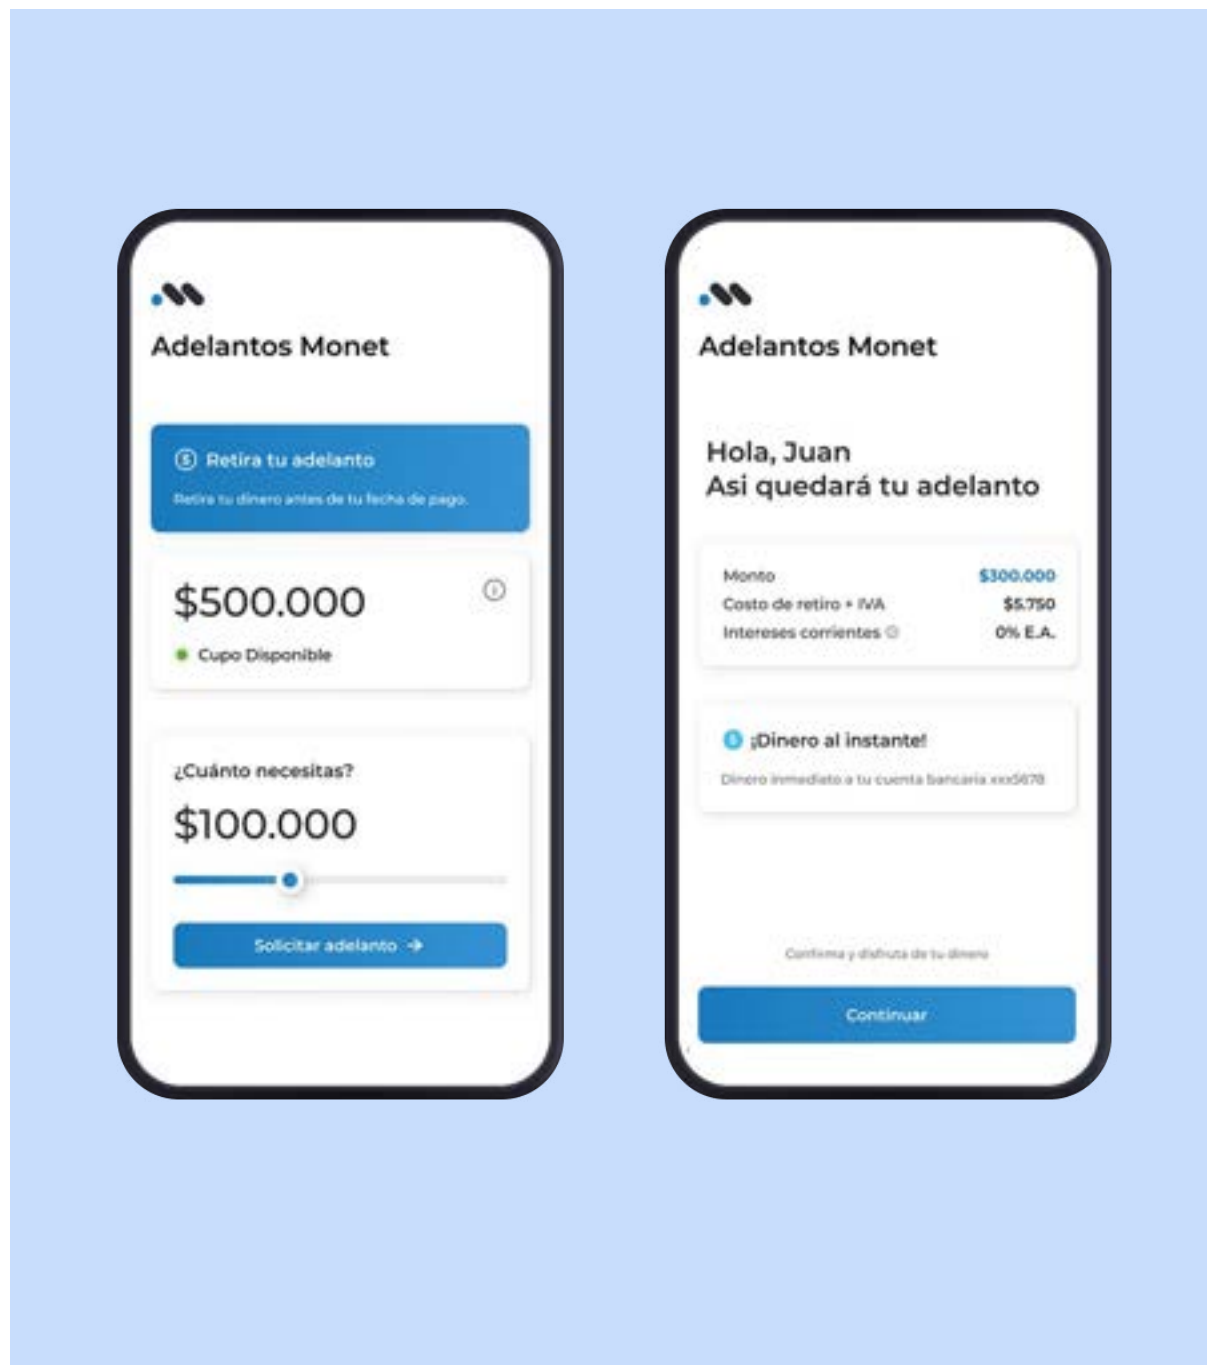 Adelantos Monet
Retira tu adelanto
Retira tu dinero antes de tu fecha de pago.
$500.000
Cupo Disponible
¿Cuánto necesitas?
$100.000
Solicitar adelanto →
Adelantos Monet
Hola, Juan
Asi quedará tu adelanto
Monto $300.000
Costo de retiro + IVA $5.750
Intereses corrientes 0% E.A.
¡Dinero al instante!
Dinero inmediato a tu cuenta bancaria xxx5678
Confirma y disfruta de tu dinero
Continuar